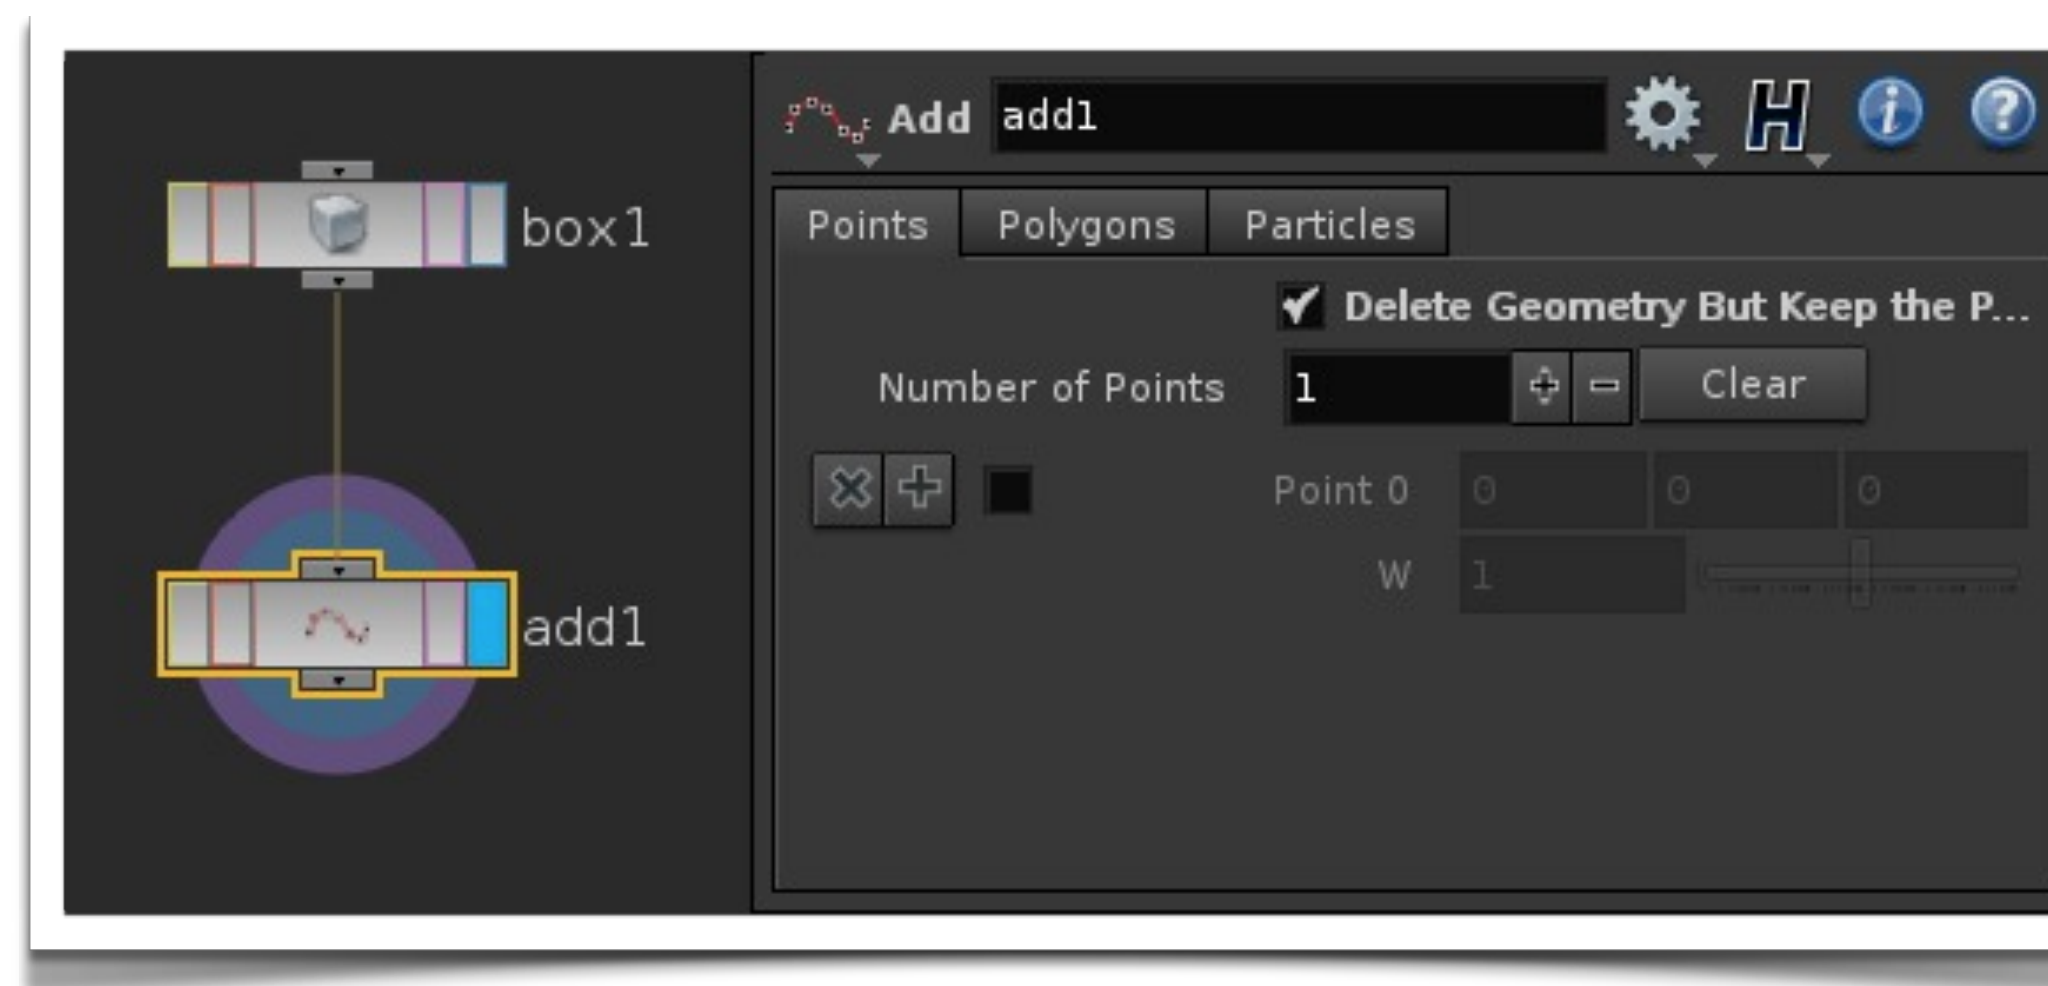 box1
add1
Add add1
Points Polygons Particles
Delete Geometry But Keep the P...
Number of Points 1 Clear
Point 0 0 0 0
W 1